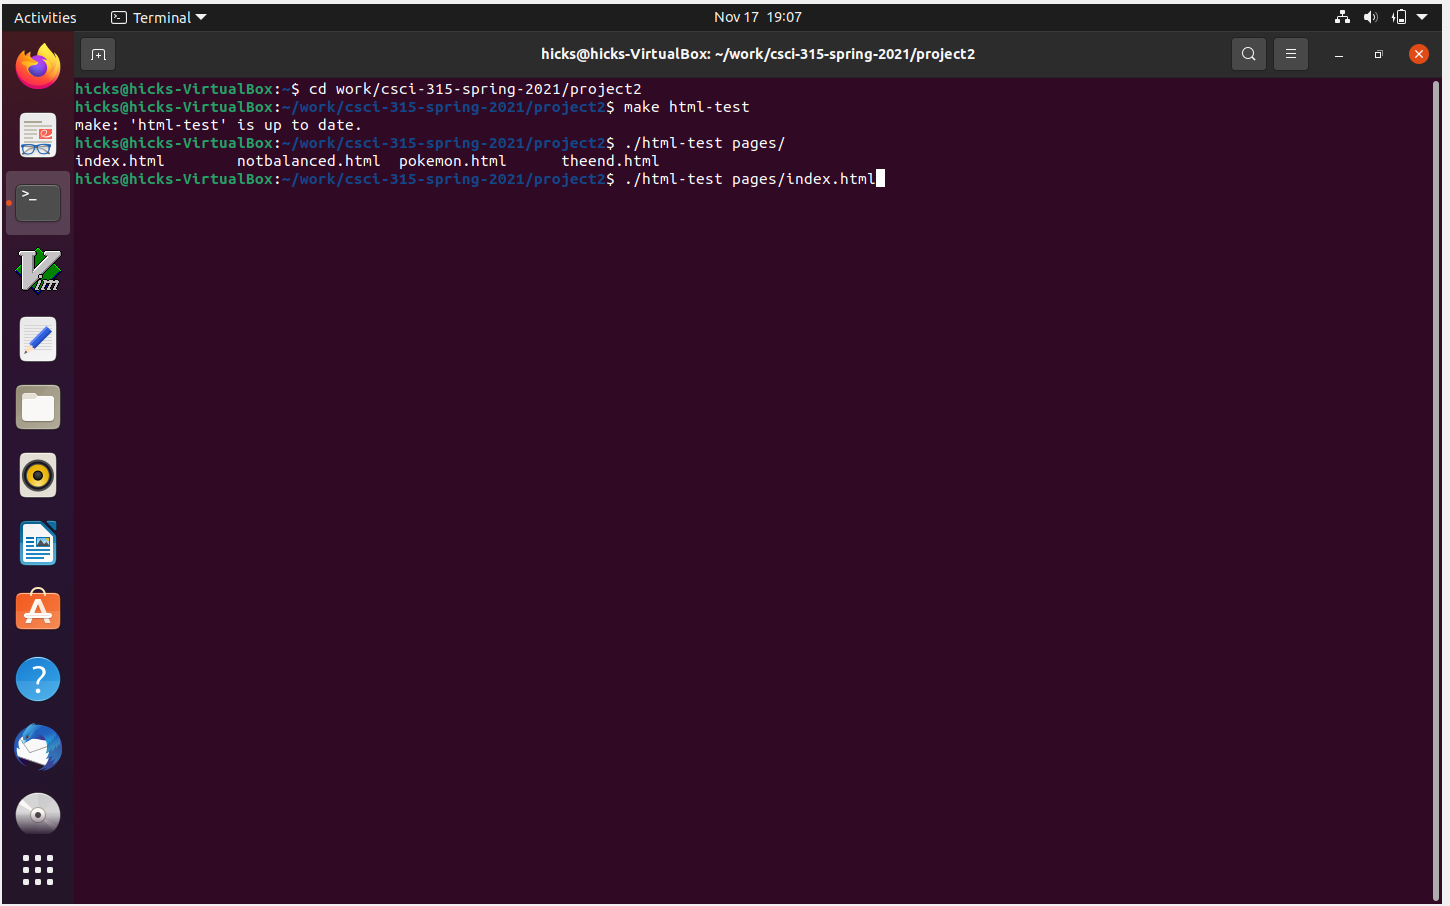 Activities Terminal Nov 17 19:07
hicks@hicks-VirtualBox: ~/work/csci-315-spring-2021/project2
hicks@hicks-VirtualBox:~$ cd work/csci-315-spring-2021/project2
hicks@hicks-VirtualBox:~/work/csci-315-spring-2021/project2$ make html-test
make: 'html-test' is up to date.
hicks@hicks-VirtualBox:~/work/csci-315-spring-2021/project2$ ./html-test pages/
index.html notbalanced.html pokemon.html theend.html
hicks@hicks-VirtualBox:~/work/csci-315-spring-2021/project2$ ./html-test pages/index.html
>_
Vim
A
?